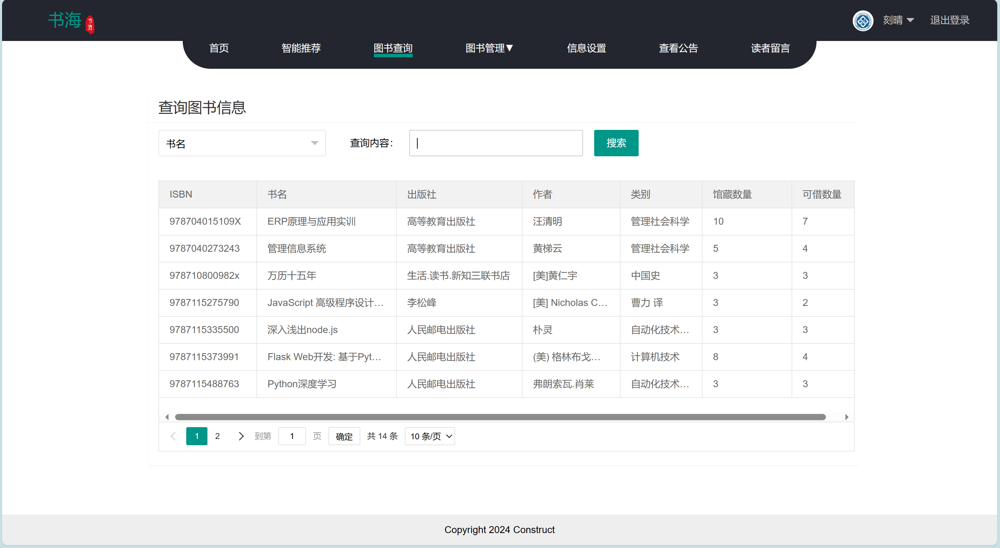 书海 书海
刻晴 退出登录
首页 智能推荐 图书查询 图书管理▼ 信息设置 查看公告 读者留言
查询图书信息
书名 查询内容: 搜索
ISBN 书名 出版社 作者 类别 馆藏数量 可借数量
978704015109X ERP原理与应用实训 高等教育出版社 汪清明 管理社会科学 10 7
9787040273243 管理信息系统 高等教育出版社 黄梯云 管理社会科学 5 4
978710800982x 万历十五年 生活.读书.新知三联书店 [美]黄仁宇 中国史 3 3
9787115275790 JavaScript 高级程序设计… 李松峰 [美] Nicholas C… 曹力 译 3 2
9787115335500 深入浅出node.js 人民邮电出版社 朴灵 自动化技术… 3 3
9787115373991 Flask Web开发: 基于Pyt… 人民邮电出版社 (美) 格林布戈… 计算机技术 8 4
9787115488763 Python深度学习 人民邮电出版社 弗朗索瓦.肖莱 自动化技术… 3 3
1 2 到第 1 页 确定 共 14 条 10 条/页
Copyright 2024 Construct